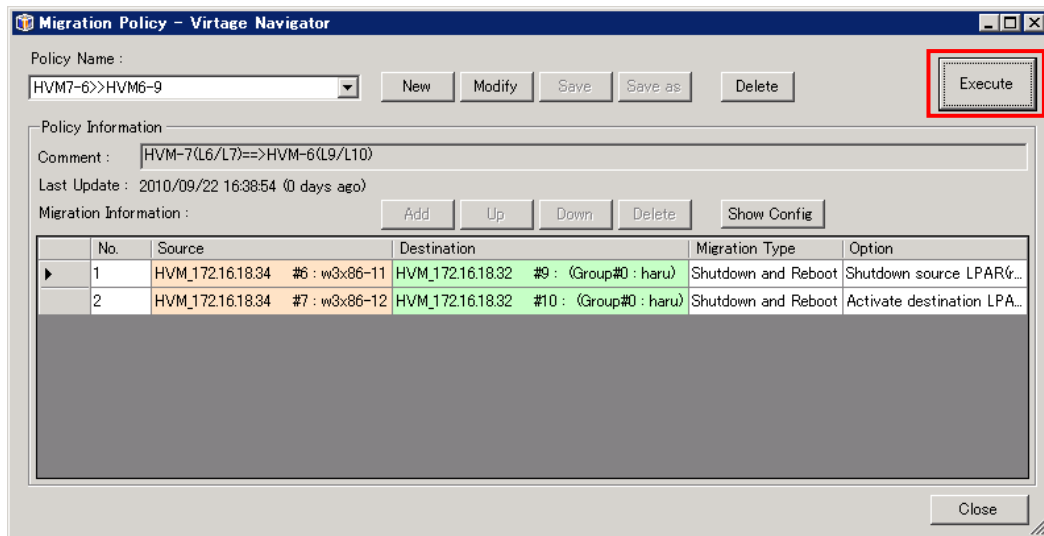 Migration Policy - Virtage Navigator
Policy Name :
HVM7-6>>HVM6-9 New Modify Save Save as Delete Execute
Policy Information
Comment : HVM-7(L6/L7)==>HVM-6(L9/L10)
Last Update : 2010/09/22 16:38:54 (0 days ago)
Migration Information : Add Up Down Delete Show Config
No. Source Destination Migration Type Option
1 HVM_172.16.18.34 #6 : w3x86-11 HVM_172.16.18.32 #9 : (Group#0 : haru) Shutdown and Reboot Shutdown source LPAR(r...
2 HVM_172.16.18.34 #7 : w3x86-12 HVM_172.16.18.32 #10 : (Group#0 : haru) Shutdown and Reboot Activate destination LPA...
Close